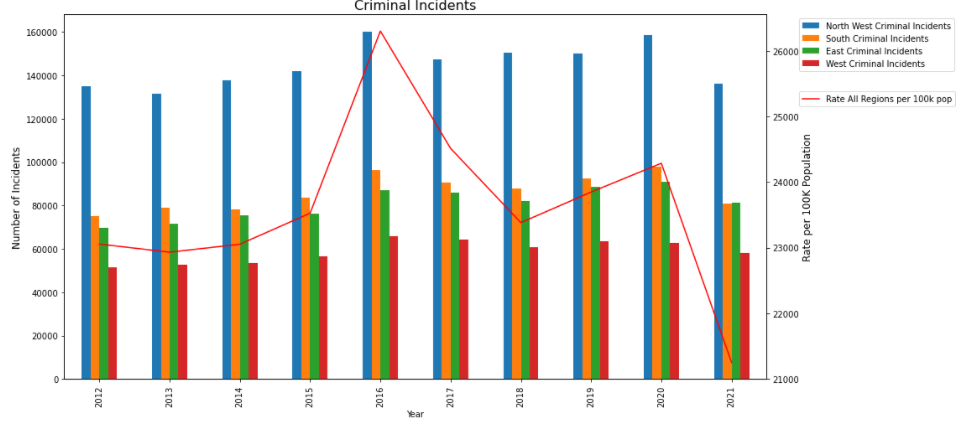 Criminal Incidents
North West Criminal Incidents
South Criminal Incidents
East Criminal Incidents
West Criminal Incidents
Rate All Regions per 100k pop
Number of Incidents
160000
140000
120000
100000
80000
60000
40000
20000
0
Rate per 100K Population
26000
25000
24000
23000
22000
21000
2012
2013
2014
2015
2016
2017
2018
2019
2020
2021
Year